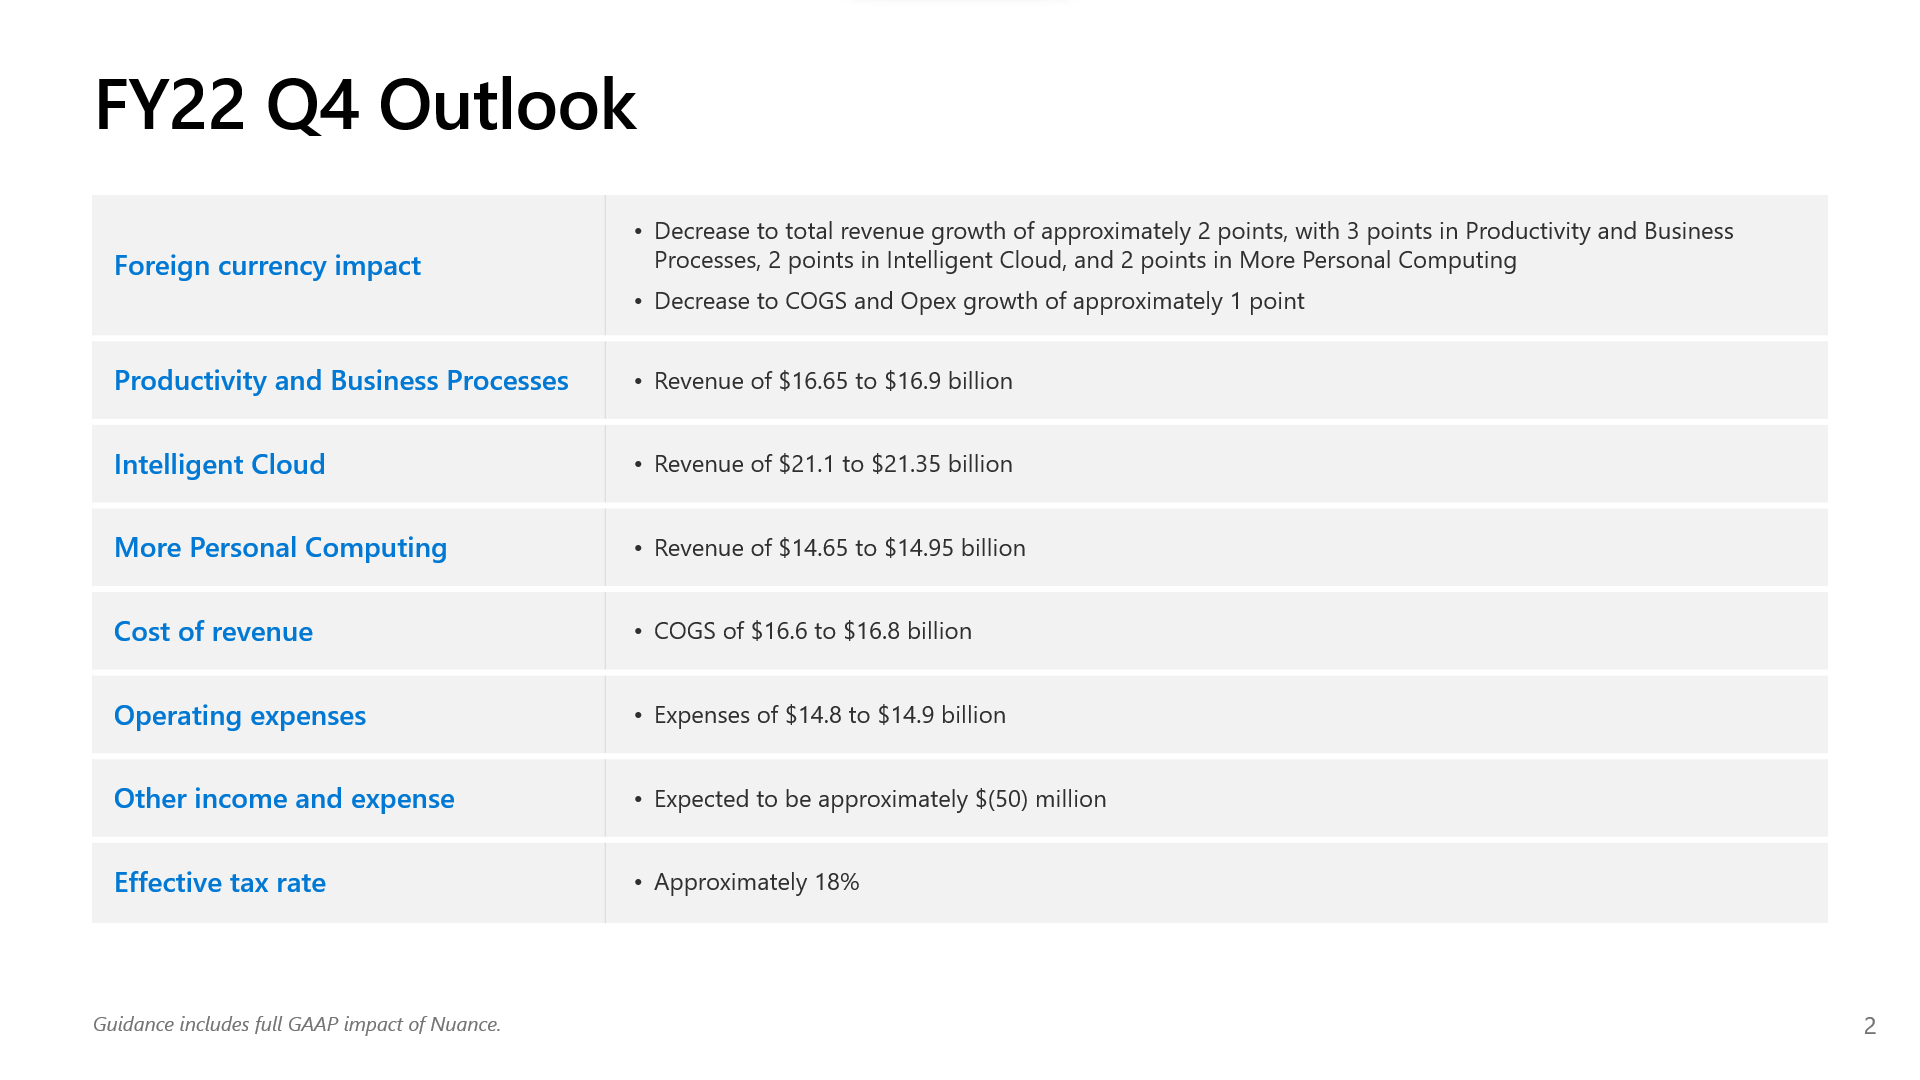 FY22 Q4 Outlook
Foreign currency impact
• Decrease to total revenue growth of approximately 2 points, with 3 points in Productivity and Business
Processes, 2 points in Intelligent Cloud, and 2 points in More Personal Computing
• Decrease to COGS and Opex growth of approximately 1 point
Productivity and Business Processes
• Revenue of $16.65 to $16.9 billion
Intelligent Cloud
• Revenue of $21.1 to $21.35 billion
More Personal Computing
• Revenue of $14.65 to $14.95 billion
Cost of revenue
• COGS of $16.6 to $16.8 billion
Operating expenses
• Expenses of $14.8 to $14.9 billion
Other income and expense
• Expected to be approximately $(50) million
Effective tax rate
• Approximately 18%
Guidance includes full GAAP impact of Nuance.
2